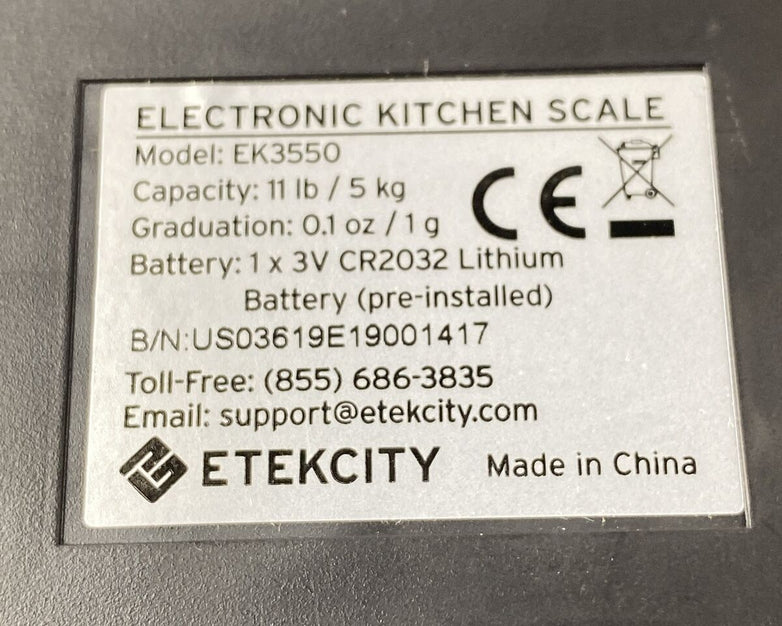 ELECTRONIC KITCHEN SCALE
Model: EK3550
Capacity: 11 lb / 5 kg
Graduation: 0.1 oz / 1 g
CE
Battery: 1 x 3V CR2032 Lithium
Battery (pre-installed)
B/N:US03619E19001417
Toll-Free: (855) 686-3835
Email: support@etekcity.com
ETEKCITY Made in China